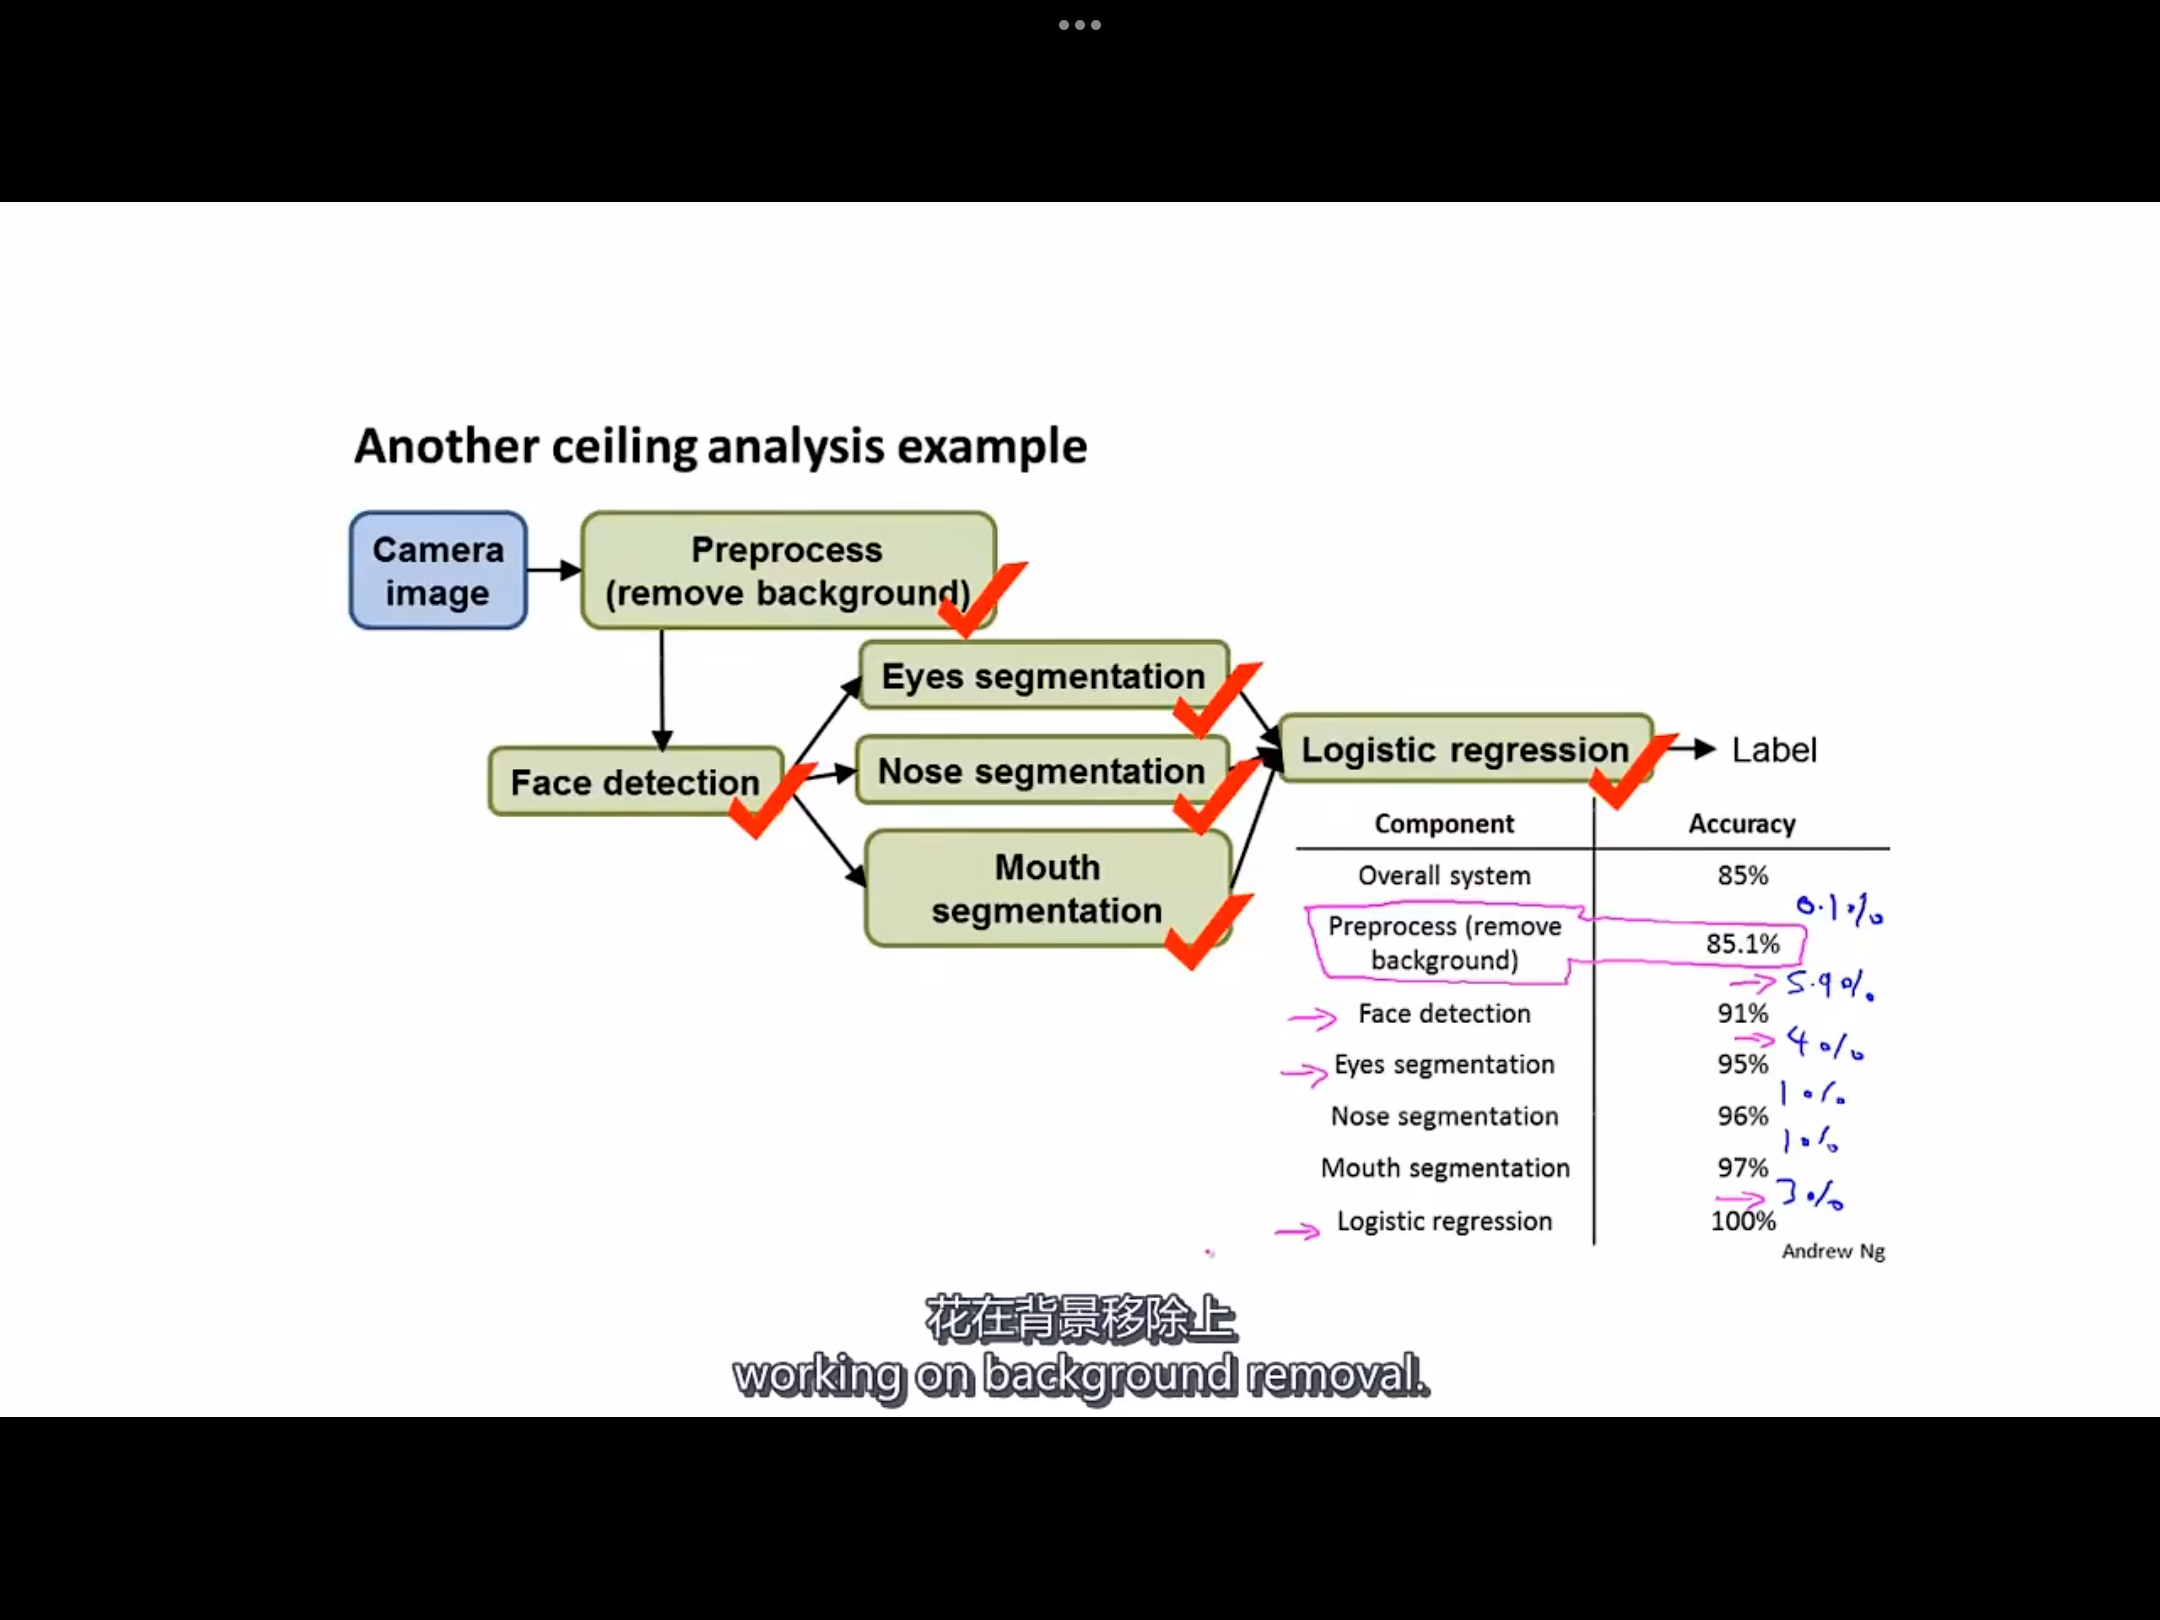 Another ceiling analysis example
Camera
image
Preprocess
(remove background)
Eyes segmentation
Face detection
Nose segmentation
Mouth
segmentation
Logistic regression
Label
Component Accuracy
Overall system 85%
0.1%
Preprocess (remove
background) 85.1%
5.9%
Face detection 91%
4%
Eyes segmentation 95%
1%
Nose segmentation 96%
1%
Mouth segmentation 97%
3%
Logistic regression 100%
Andrew Ng
花在背景移除上
working on background removal.